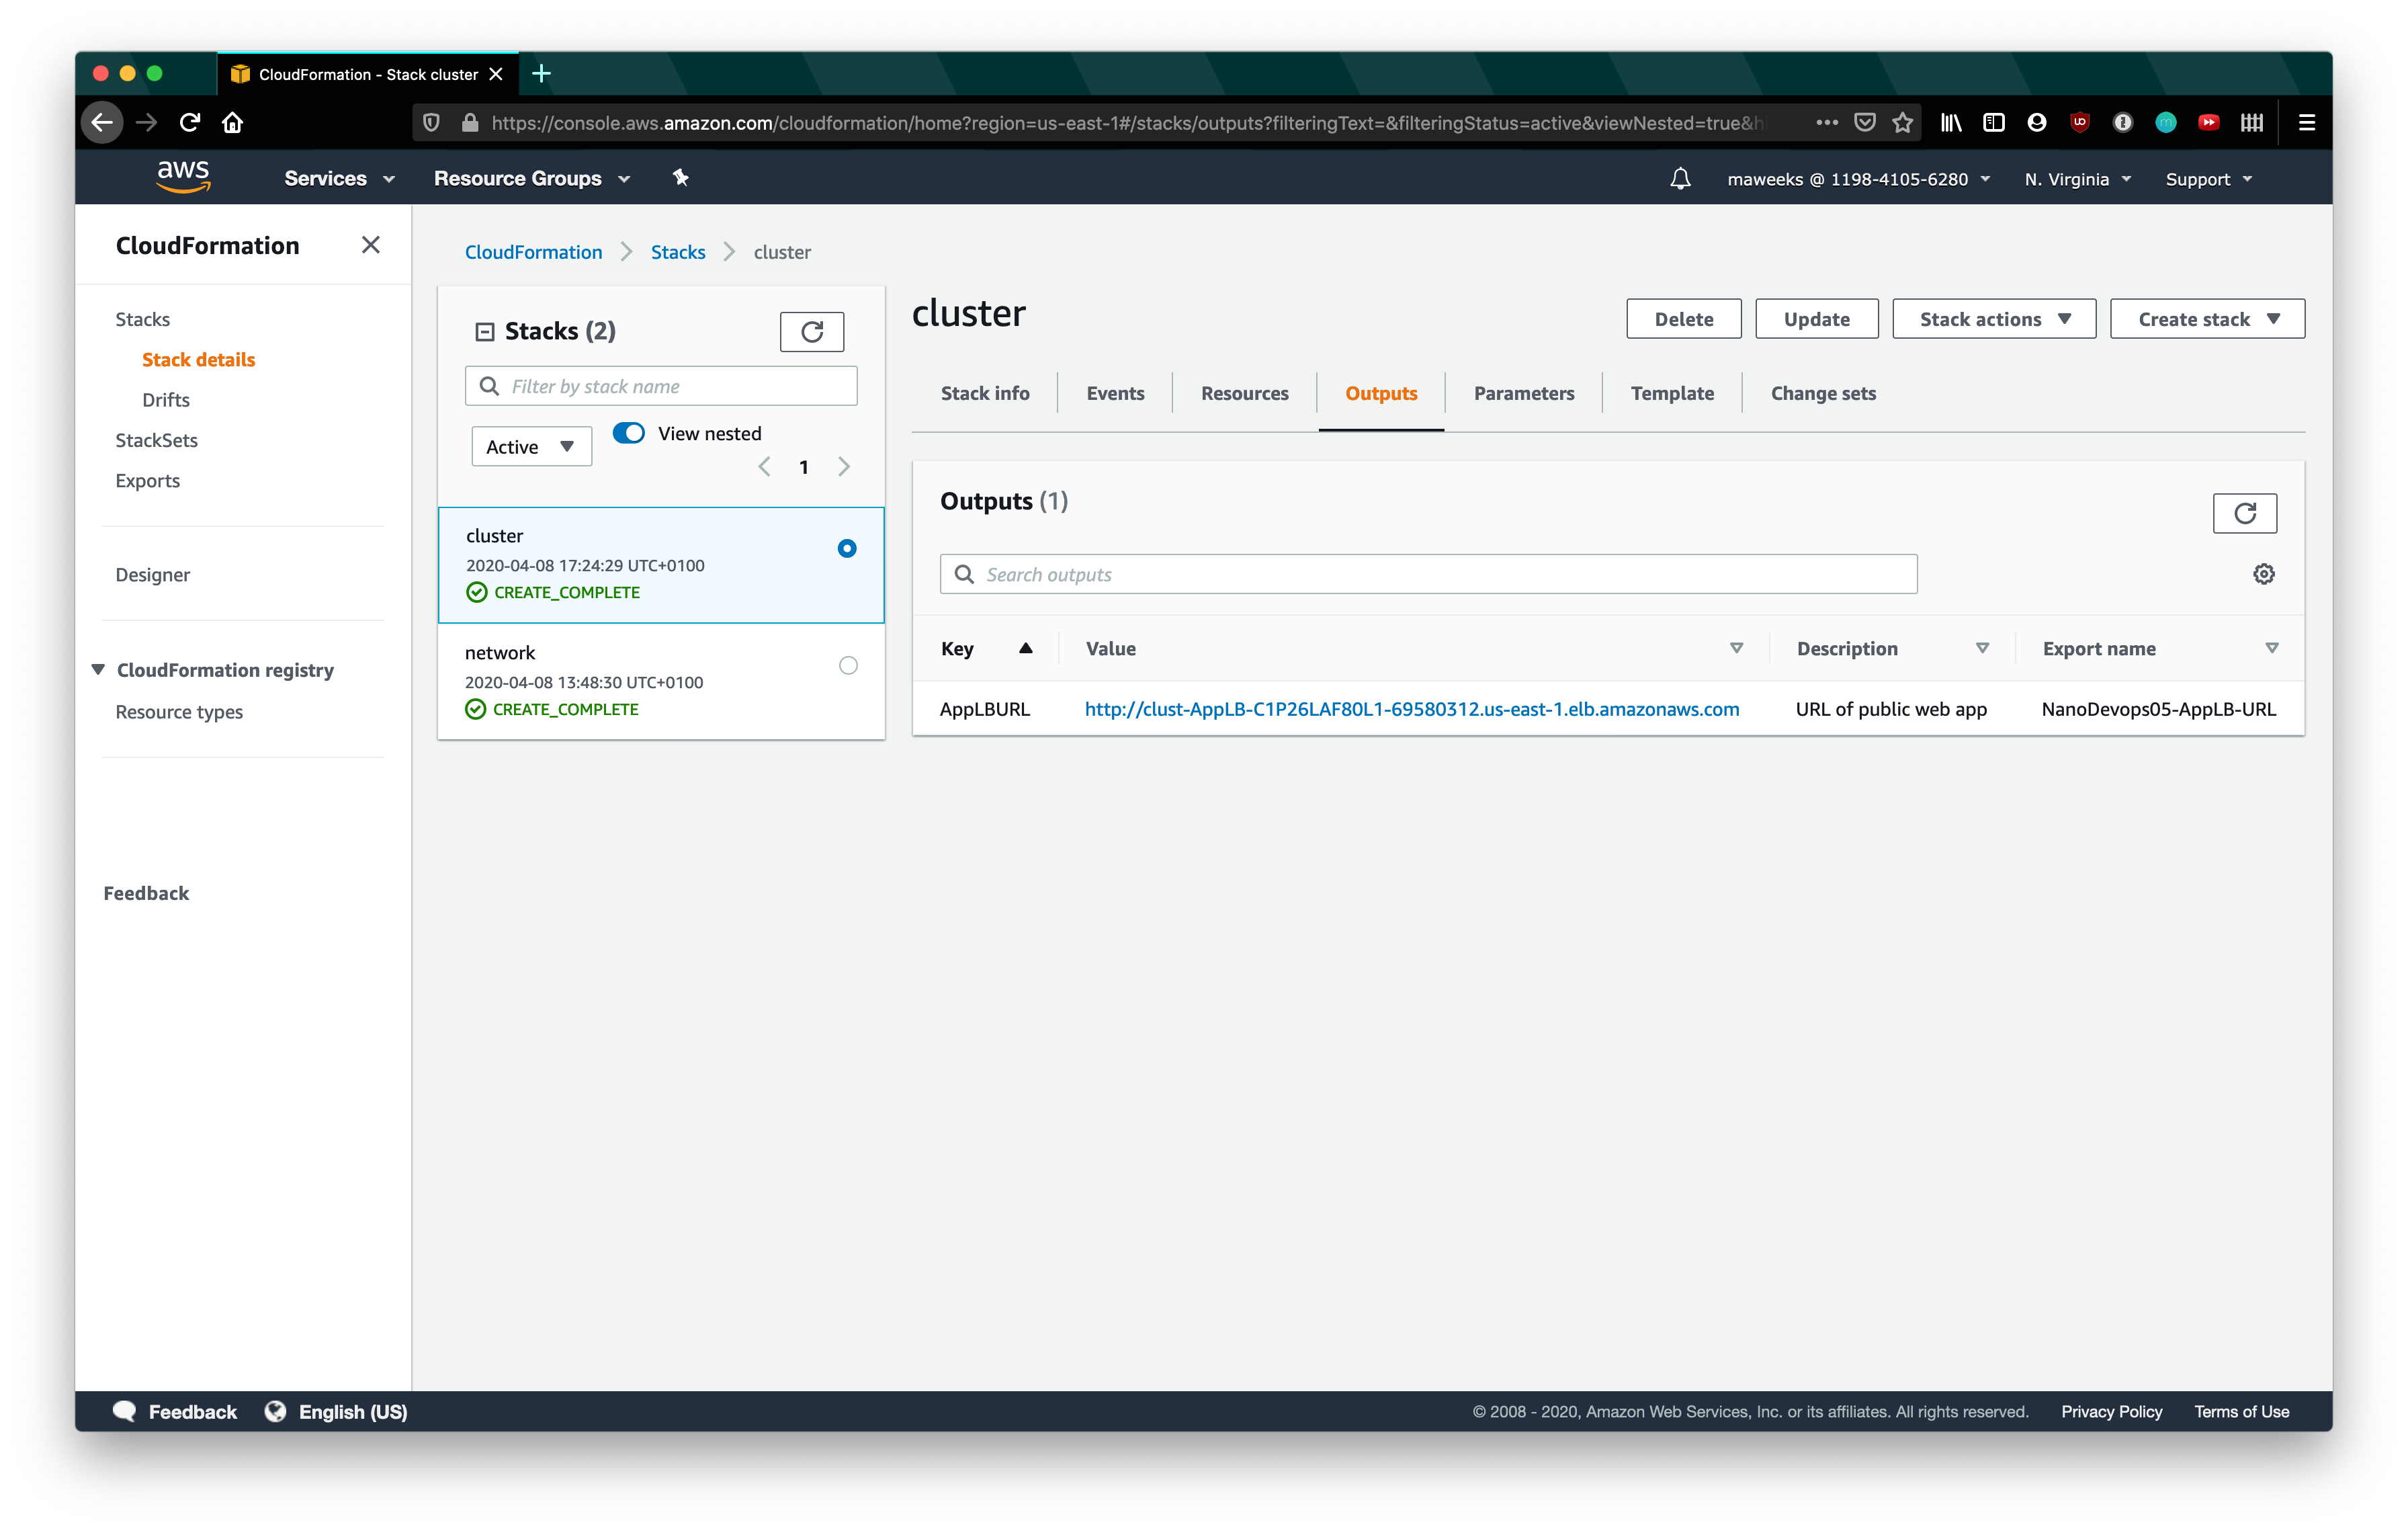 CloudFormation - Stack cluster
https://console.aws.amazon.com/cloudformation/home?region=us-east-1#/stacks/outputs?filteringText=&filteringStatus=active&viewNested=true&h
aws Services Resource Groups maweeks @ 1198-4105-6280 N. Virginia Support
CloudFormation
Stacks
Stack details
Drifts
StackSets
Exports
Designer
CloudFormation registry
Resource types
Feedback
CloudFormation Stacks cluster
Stacks (2)
Filter by stack name
Active View nested
1
cluster
2020-04-08 17:24:29 UTC+0100
CREATE_COMPLETE
network
2020-04-08 13:48:30 UTC+0100
CREATE_COMPLETE
cluster
Delete Update Stack actions Create stack
Stack info Events Resources Outputs Parameters Template Change sets
Outputs (1)
Search outputs
Key Value Description Export name
AppLBURL http://clust-AppLB-C1P26LAF80L1-69580312.us-east-1.elb.amazonaws.com URL of public web app NanoDevops05-AppLB-URL
Feedback English (US) © 2008 - 2020, Amazon Web Services, Inc. or its affiliates. All rights reserved. Privacy Policy Terms of Use